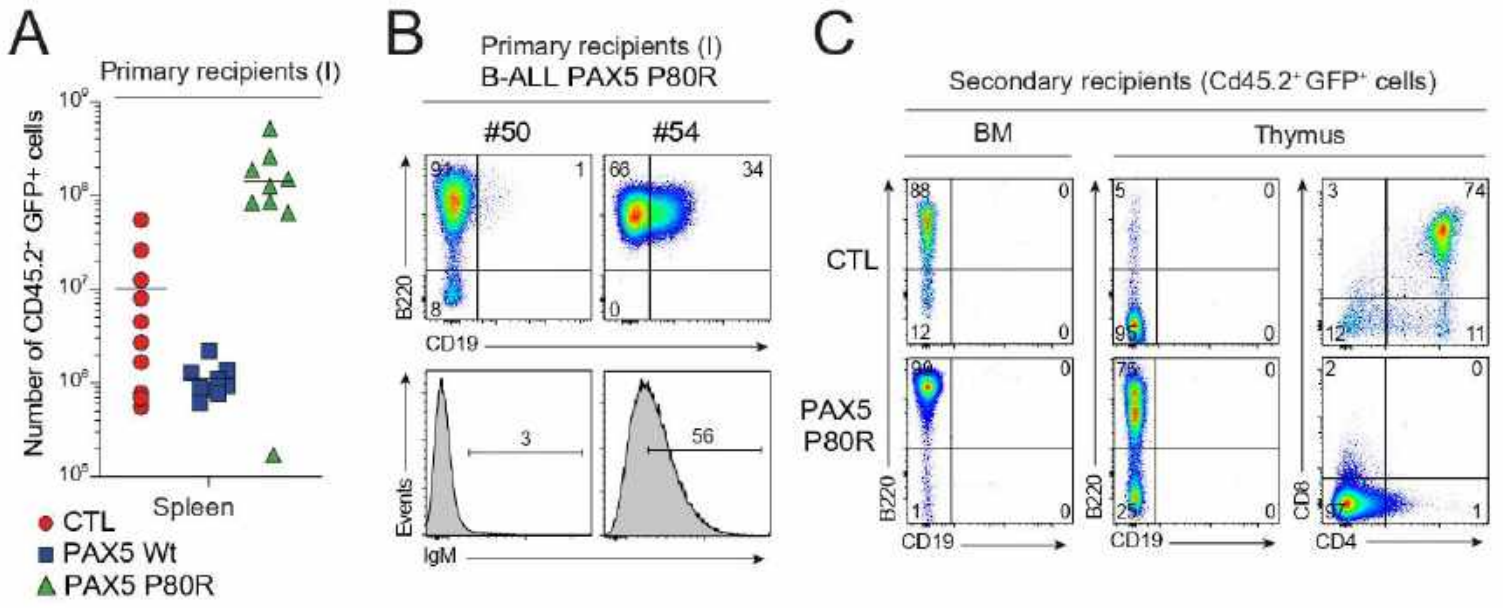 A
Primary recipients (I)
Number of CD45.2⁺ GFP+ cells
10⁹
10⁸
10⁷
10⁶
10⁵
Spleen
CTL
PAX5 Wt
PAX5 P80R
B
Primary recipients (I)
B-ALL PAX5 P80R
#50
#54
1
66
34
8
0
B220
CD19
3
56
Events
IgM
C
Secondary recipients (Cd45.2⁺ GFP⁺ cells)
BM
Thymus
CTL
88
0
12
0
5
0
95
0
3
74
12
11
PAX5
P80R
90
0
1
0
75
0
25
0
2
0
97
1
B220
CD19
B220
CD19
CD8
CD4